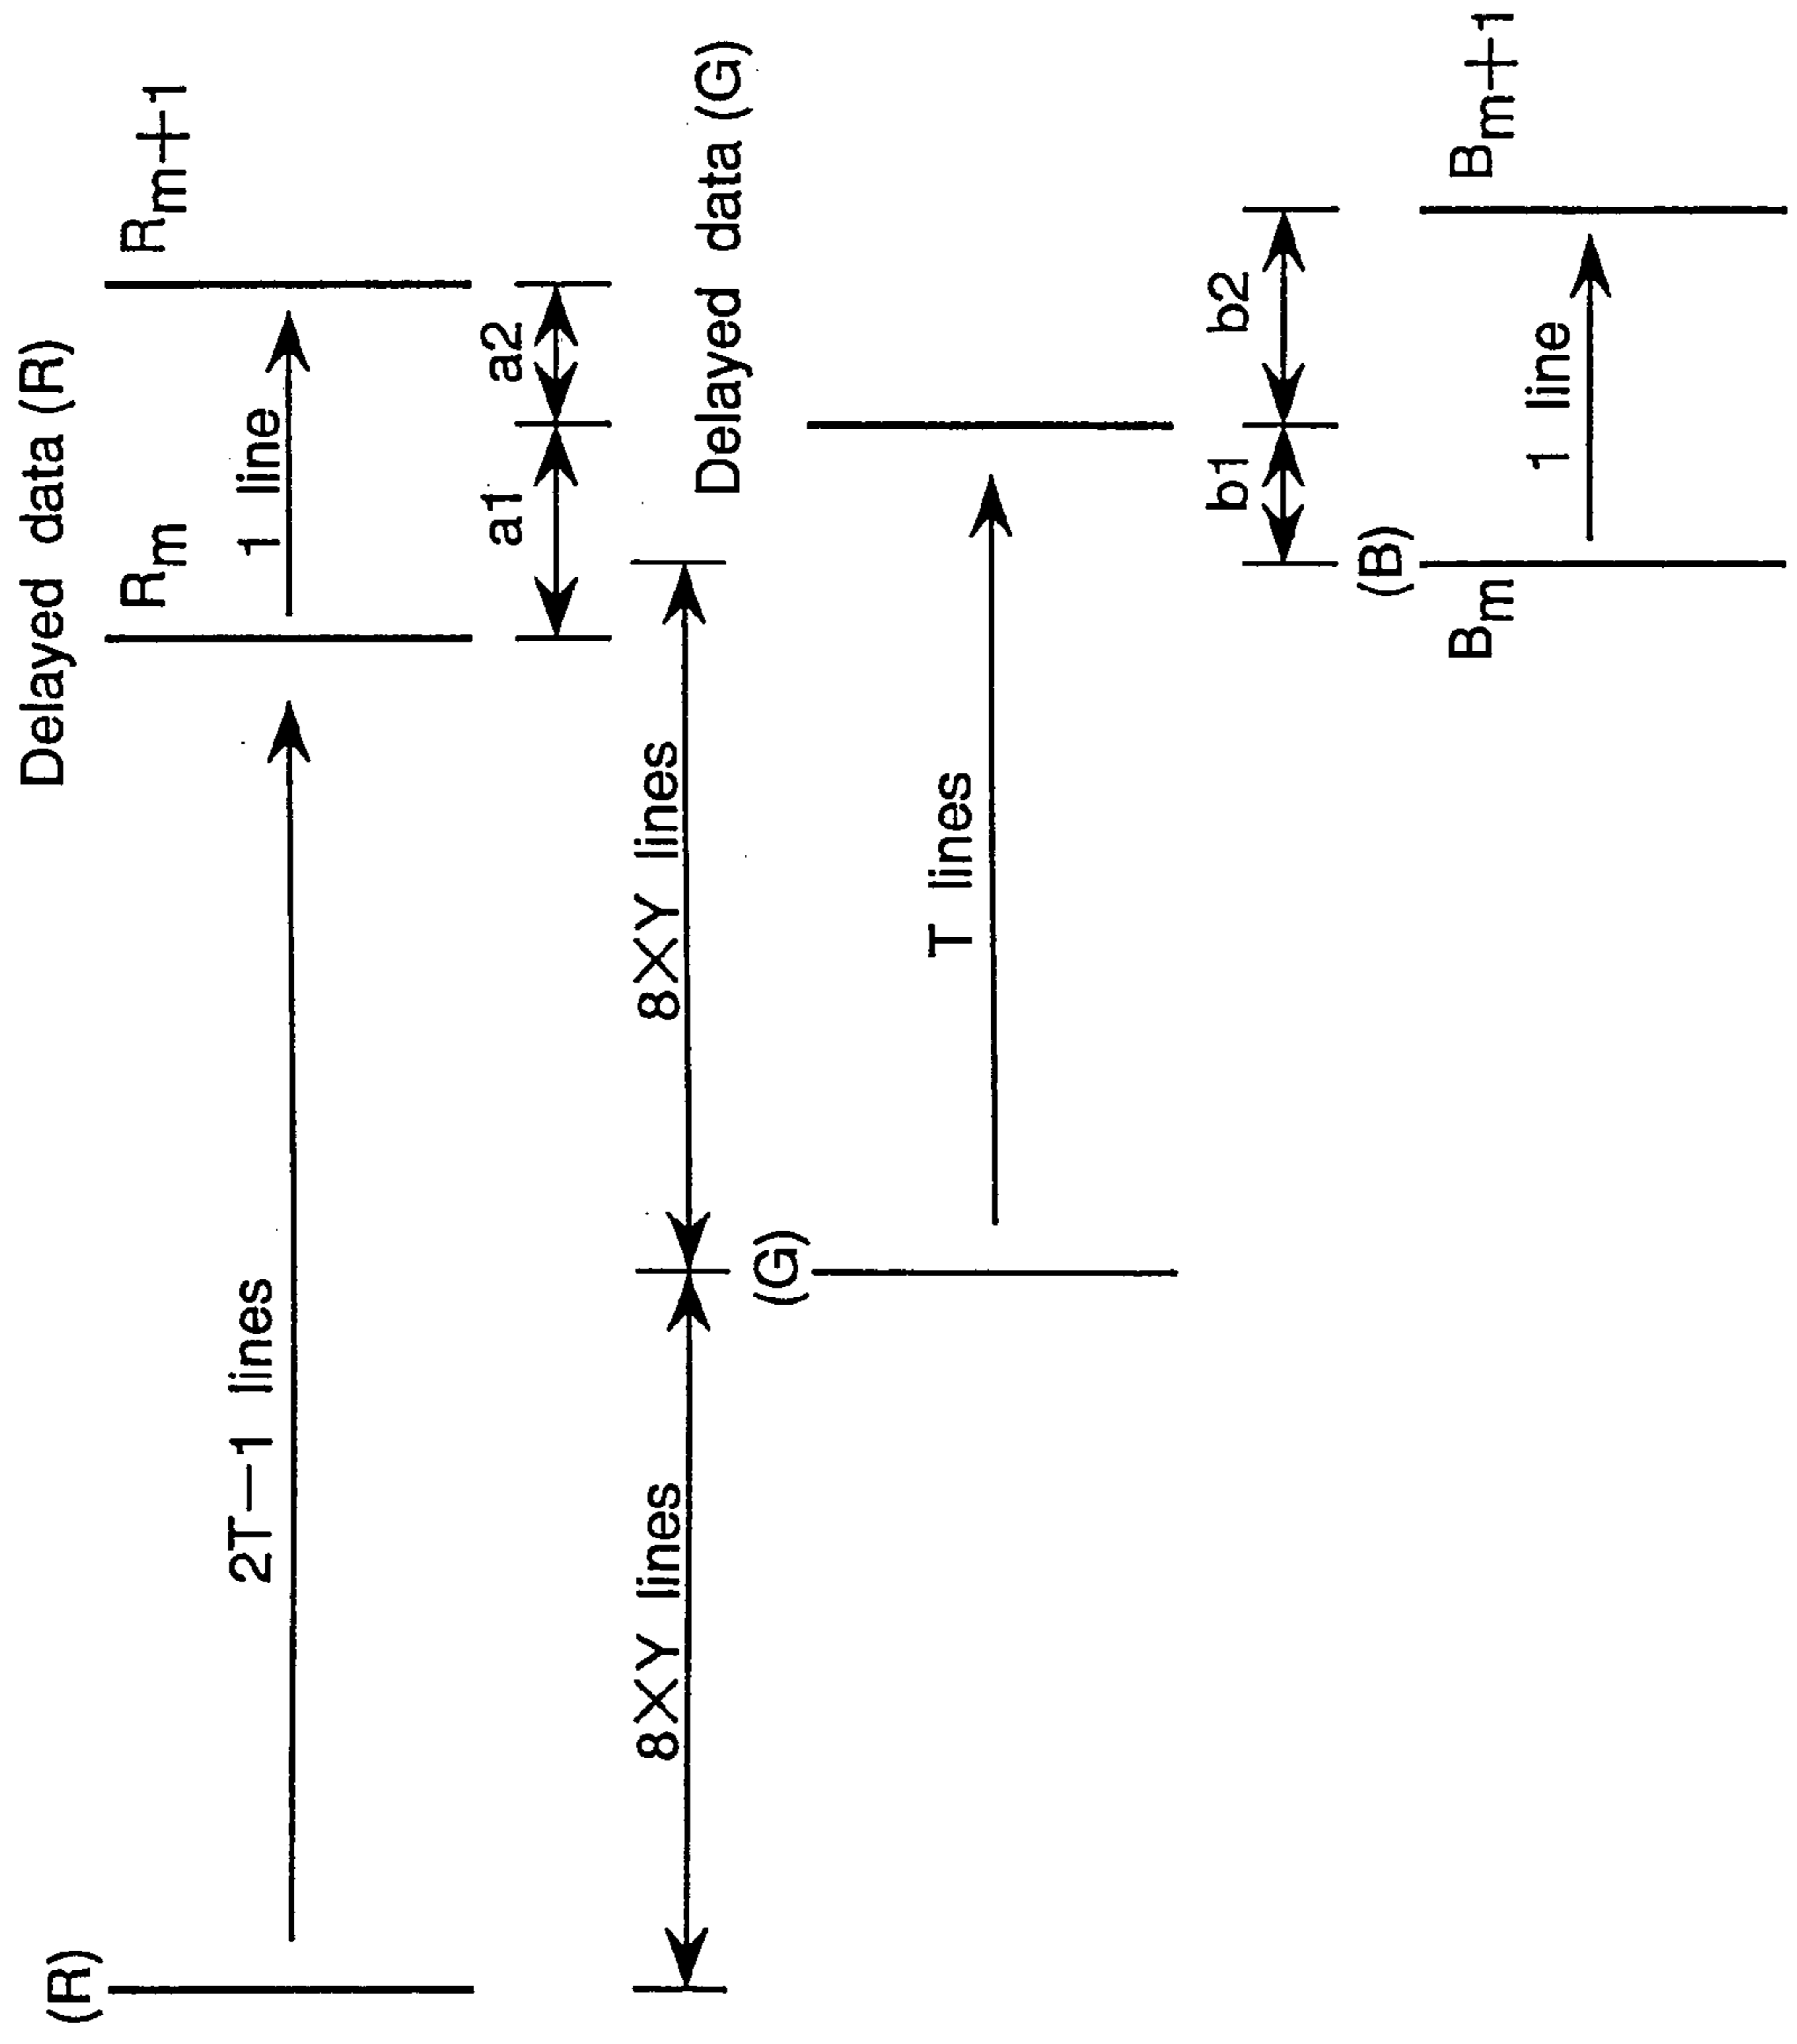 Delayed data (R)
(R)
Rm
Rm+1
2T—1 lines
1 line
a1
a2
8XY lines
8XY lines
Delayed data (G)
(G)
T lines
b1
b2
(B)
Bm
Bm+1
1 line